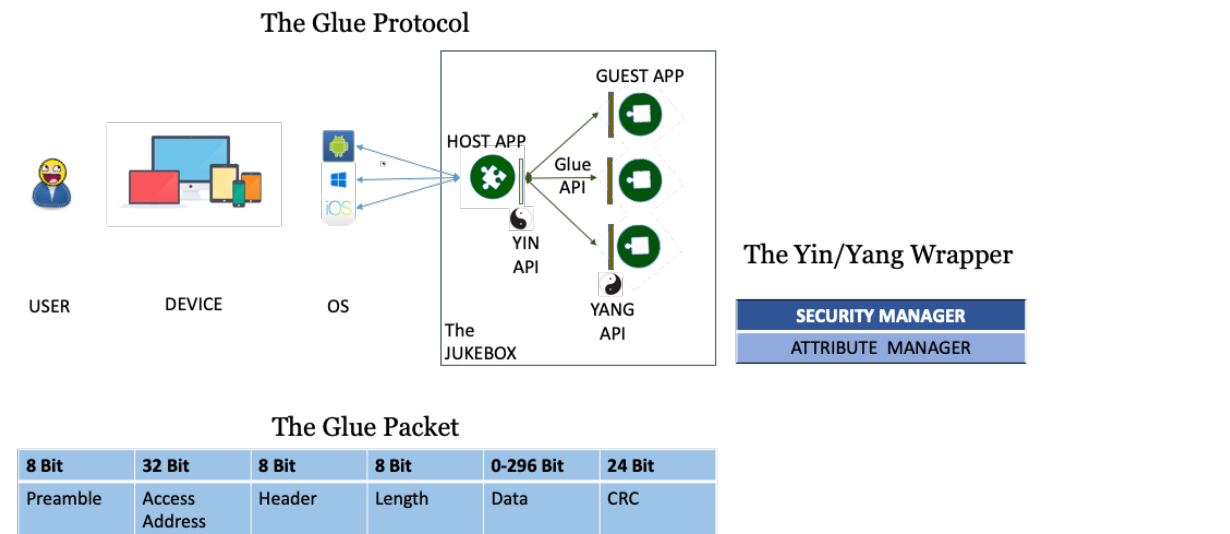 The Glue Protocol
GUEST APP
HOST APP
Glue
API
iOS
YIN
API
The Yin/Yang Wrapper
USER
DEVICE
OS
YANG
API
The
JUKEBOX
SECURITY MANAGER
ATTRIBUTE MANAGER
The Glue Packet
8 Bit 32 Bit 8 Bit 8 Bit 0-296 Bit 24 Bit
Preamble Access Header Length Data CRC
Address